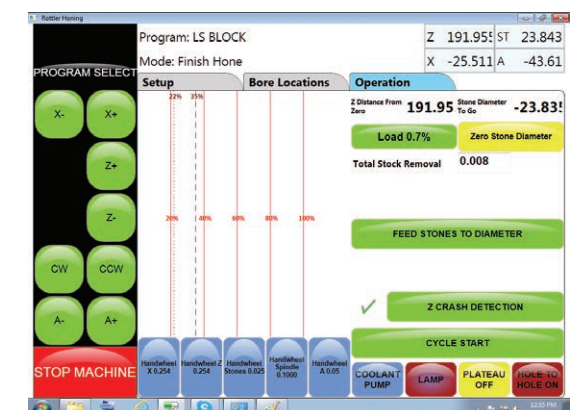 Rottler Honing
Program: LS BLOCK
Z 191.955 ST 23.843
Mode: Finish Hone
X -25.511 A -43.61
PROGRAM SELECT
Setup
Bore Locations
Operation
22% 35%
Z Distance From
Zero
191.95
Stone Diameter
To Go
-23.83
X-
X+
Load 0.7%
Zero Stone Diameter
Total Stock Removal 0.008
Z+
Z-
20% 40% 60% 80% 100%
FEED STONES TO DIAMETER
CW
CCW
Z CRASH DETECTION
A-
A+
CYCLE START
STOP MACHINE
Handwheel
X 0.254
Handwheel Z
0.254
Handwheel
Stones 0.025
Handwheel
Spindle
0.1000
Handwheel
A 0.05
COOLANT
PUMP
LAMP
PLATEAU
OFF
HOLE TO
HOLE ON
12:55 PM